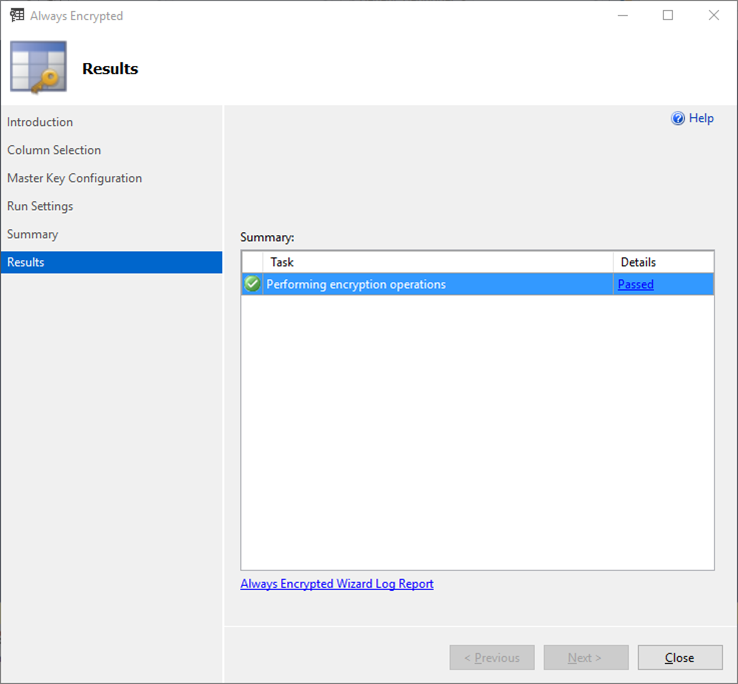 Always Encrypted
Results
Introduction
Column Selection
Master Key Configuration
Run Settings
Summary
Results
Help
Summary:
Task Details
Performing encryption operations Passed
Always Encrypted Wizard Log Report
< Previous Next > Close